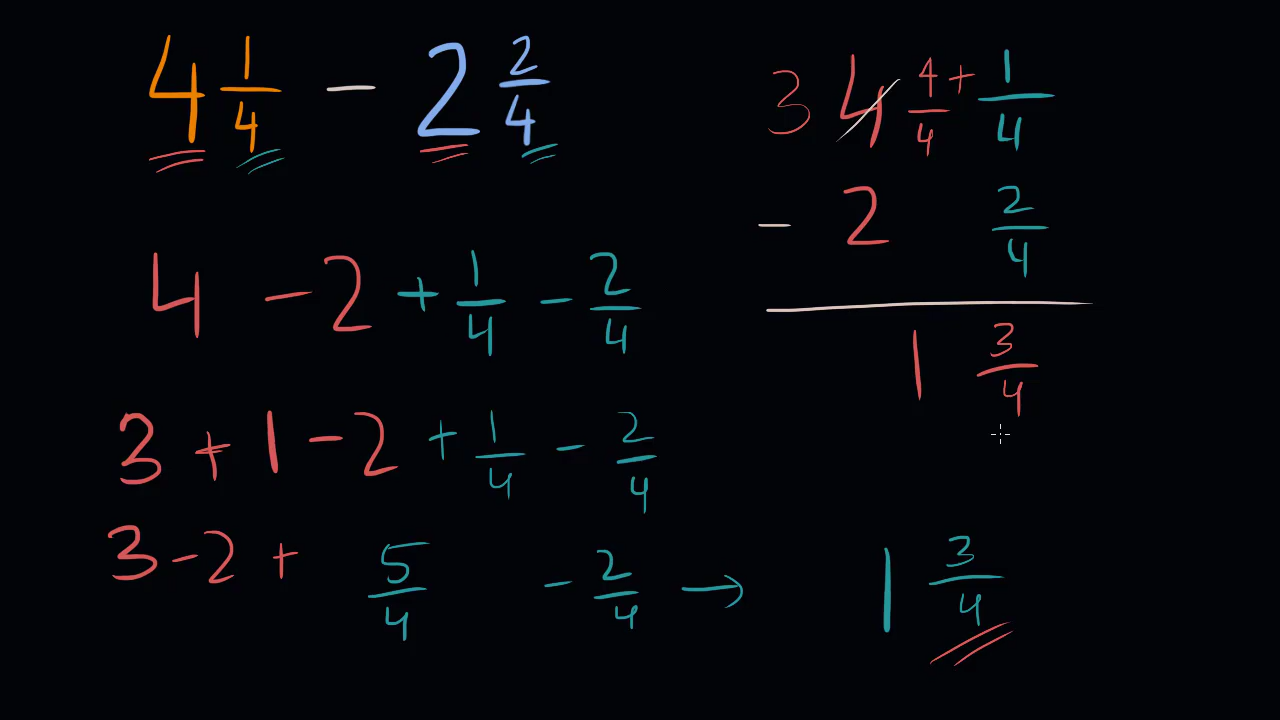 4 1/4 - 2 2/4
4 - 2 + 1/4 - 2/4
3 + 1 - 2 + 1/4 - 2/4
3 - 2 + 5/4 - 2/4 → 1 3/4
3 4 4/4 + 1/4
- 2 2/4
1 3/4